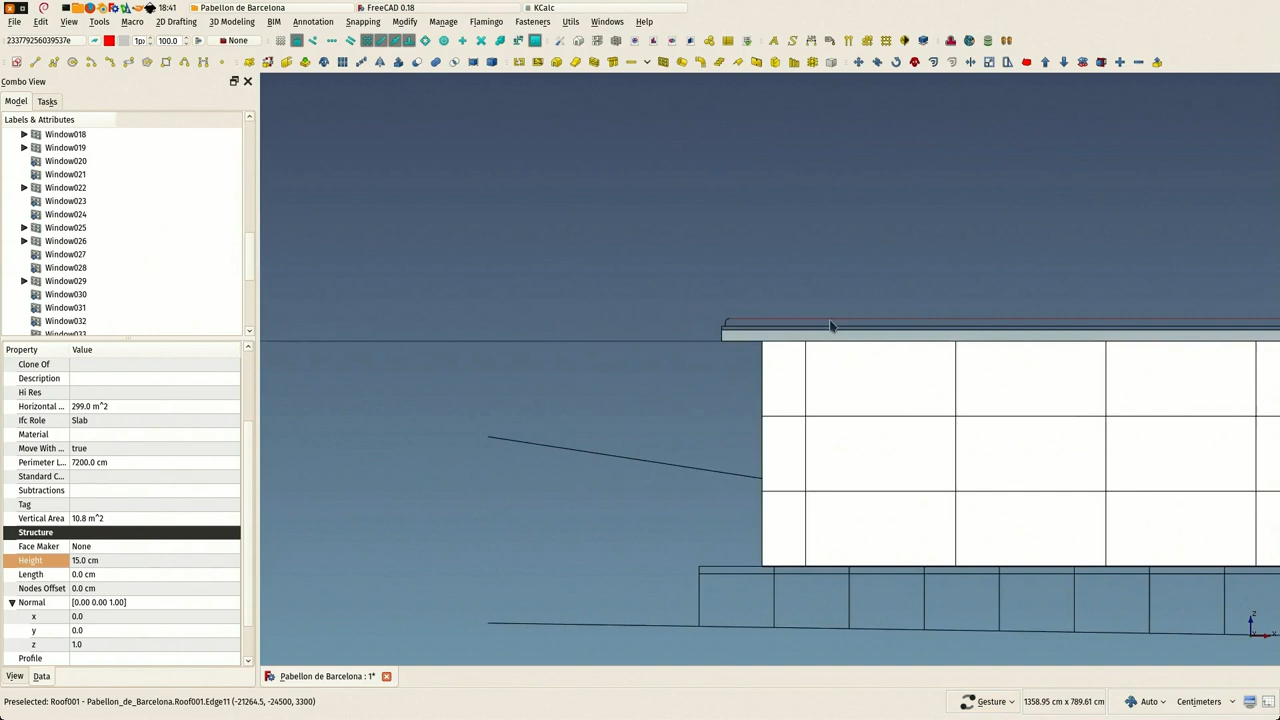 18:41
Pabellon de Barcelona
FreeCAD 0.18
KCalc
File Edit View Tools Macro 2D Drafting 3D Modeling BIM Annotation Snapping Modify Manage Flamingo Fasteners Utils Windows Help
233779256039537e
100.0
None
Combo View
Model
Tasks
Labels & Attributes
Window018
Window019
Window020
Window021
Window022
Window023
Window024
Window025
Window026
Window027
Window028
Window029
Window030
Window031
Window032
Window033
Property Value
Clone Of
Description
Hi Res
Horizontal ... 299.0 m^2
Ifc Role Slab
Material
Move With ... true
Perimeter L... 7200.0 cm
Standard C...
Subtractions
Tag
Vertical Area 10.8 m^2
Structure
Face Maker None
Height 15.0 cm
Length 0.0 cm
Nodes Offset 0.0 cm
Normal [0.00 0.00 1.00]
x 0.0
y 0.0
z 1.0
Profile
View
Data
Pabellon de Barcelona : 1*
z
x
Preselected: Roof001 - Pabellon_de_Barcelona.Roof001.Edge11 (-21264.5, -24500, 3300)
Gesture
1358.95 cm x 789.61 cm
Auto
Centimeters